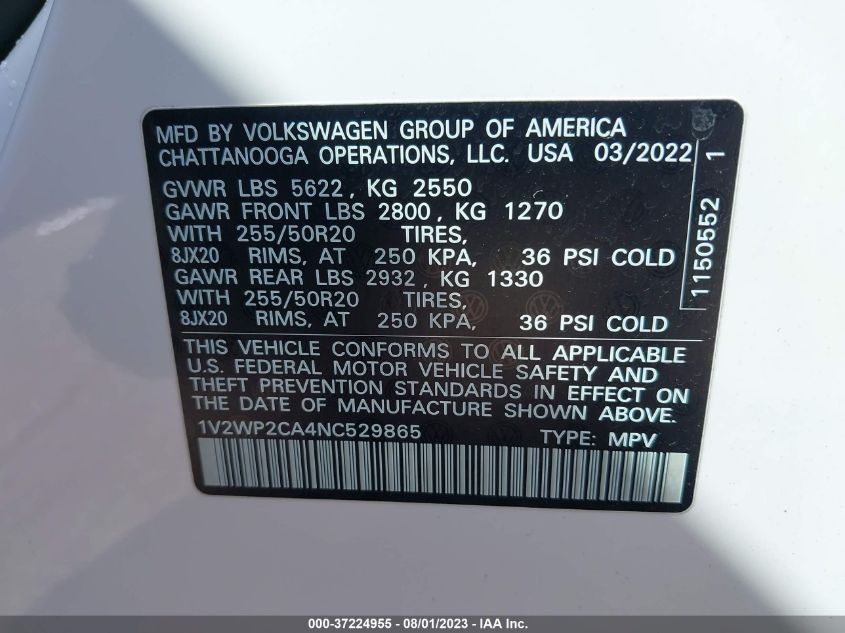 MFD BY VOLKSWAGEN GROUP OF AMERICA
CHATTANOOGA OPERATIONS, LLC. USA 03/2022
GVWR LBS 5622, KG 2550
GAWR FRONT LBS 2800, KG 1270
WITH 255/50R20 TIRES,
8JX20 RIMS, AT 250 KPA, 36 PSI COLD
GAWR REAR LBS 2932, KG 1330
WITH 255/50R20 TIRES,
8JX20 RIMS, AT 250 KPA, 36 PSI COLD
1150552 1
THIS VEHICLE CONFORMS TO ALL APPLICABLE
U.S. FEDERAL MOTOR VEHICLE SAFETY AND
THEFT PREVENTION STANDARDS IN EFFECT ON
THE DATE OF MANUFACTURE SHOWN ABOVE.
1V2WP2CA4NC529865 TYPE: MPV
000-37224955 - 08/01/2023 - © IAA, Inc.